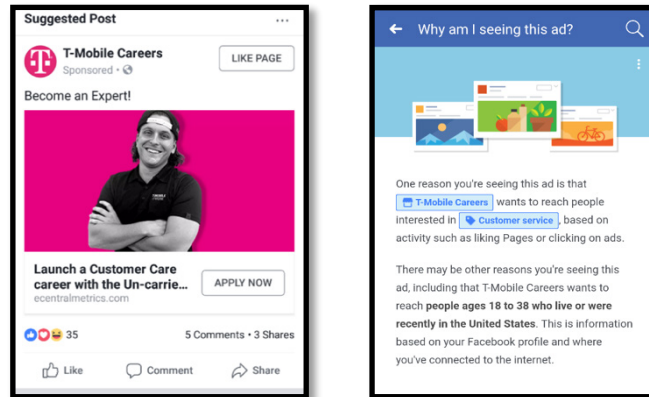 Suggested Post
T-Mobile Careers
Sponsored
LIKE PAGE
Become an Expert!
Launch a Customer Care
career with the Un-carrie...
ecentralmetrics.com
APPLY NOW
35
5 Comments • 3 Shares
Like
Comment
Share
Why am I seeing this ad?
One reason you're seeing this ad is that
T-Mobile Careers wants to reach people
interested in Customer service, based on
activity such as liking Pages or clicking on ads.
There may be other reasons you're seeing this
ad, including that T-Mobile Careers wants to
reach people ages 18 to 38 who live or were
recently in the United States. This is information
based on your Facebook profile and where
you've connected to the internet.